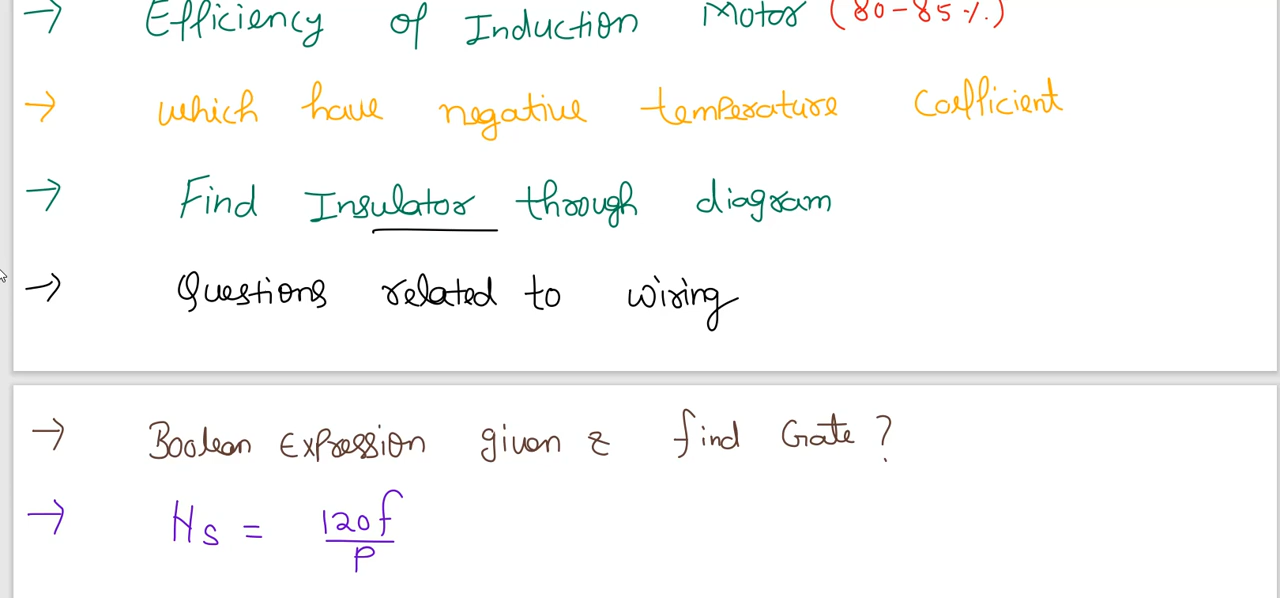 → Efficiency of Induction Motor (80-85%)
→ which have negative temperature coefficient
→ Find Insulator through diagram
→ Questions related to wiring
→ Boolean Expression given & find Gate?
→ Ns = 120f/P